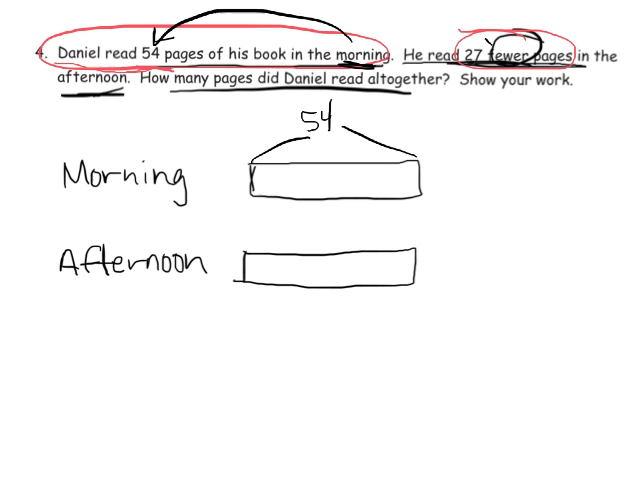 4. Daniel read 54 pages of his book in the morning. He read 27 fewer pages in the
afternoon. How many pages did Daniel read altogether? Show your work.
54
Morning
Afternoon